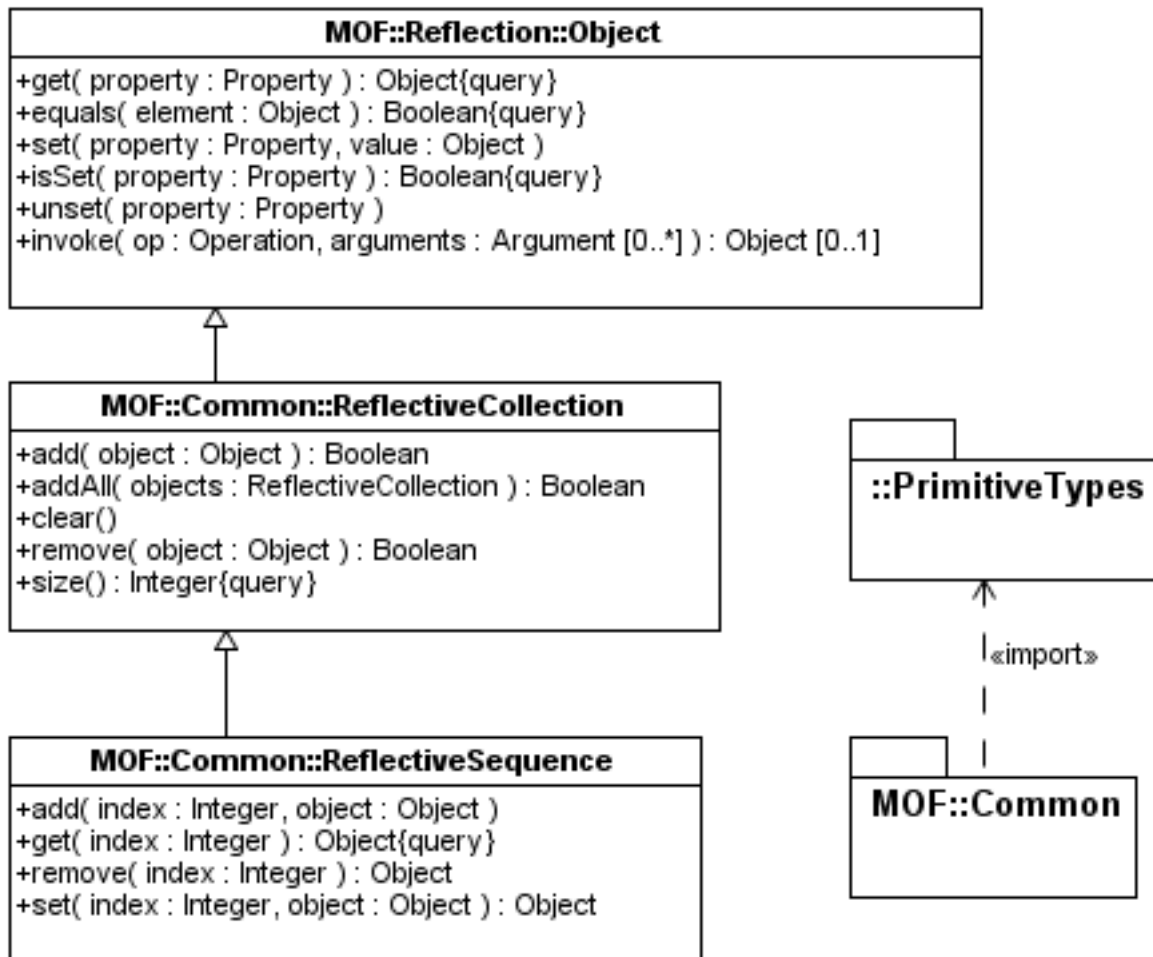 MOF::Reflection::Object
+get( property : Property ) : Object{query}
+equals( element : Object ) : Boolean{query}
+set( property : Property, value : Object )
+isSet( property : Property ) : Boolean{query}
+unset( property : Property )
+invoke( op : Operation, arguments : Argument [0..*] ) : Object [0..1]
MOF::Common::ReflectiveCollection
+add( object : Object ) : Boolean
+addAll( objects : ReflectiveCollection ) : Boolean
+clear()
+remove( object : Object ) : Boolean
+size() : Integer{query}
MOF::Common::ReflectiveSequence
+add( index : Integer, object : Object )
+get( index : Integer ) : Object{query}
+remove( index : Integer ) : Object
+set( index : Integer, object : Object ) : Object
::PrimitiveTypes
«import»
MOF::Common